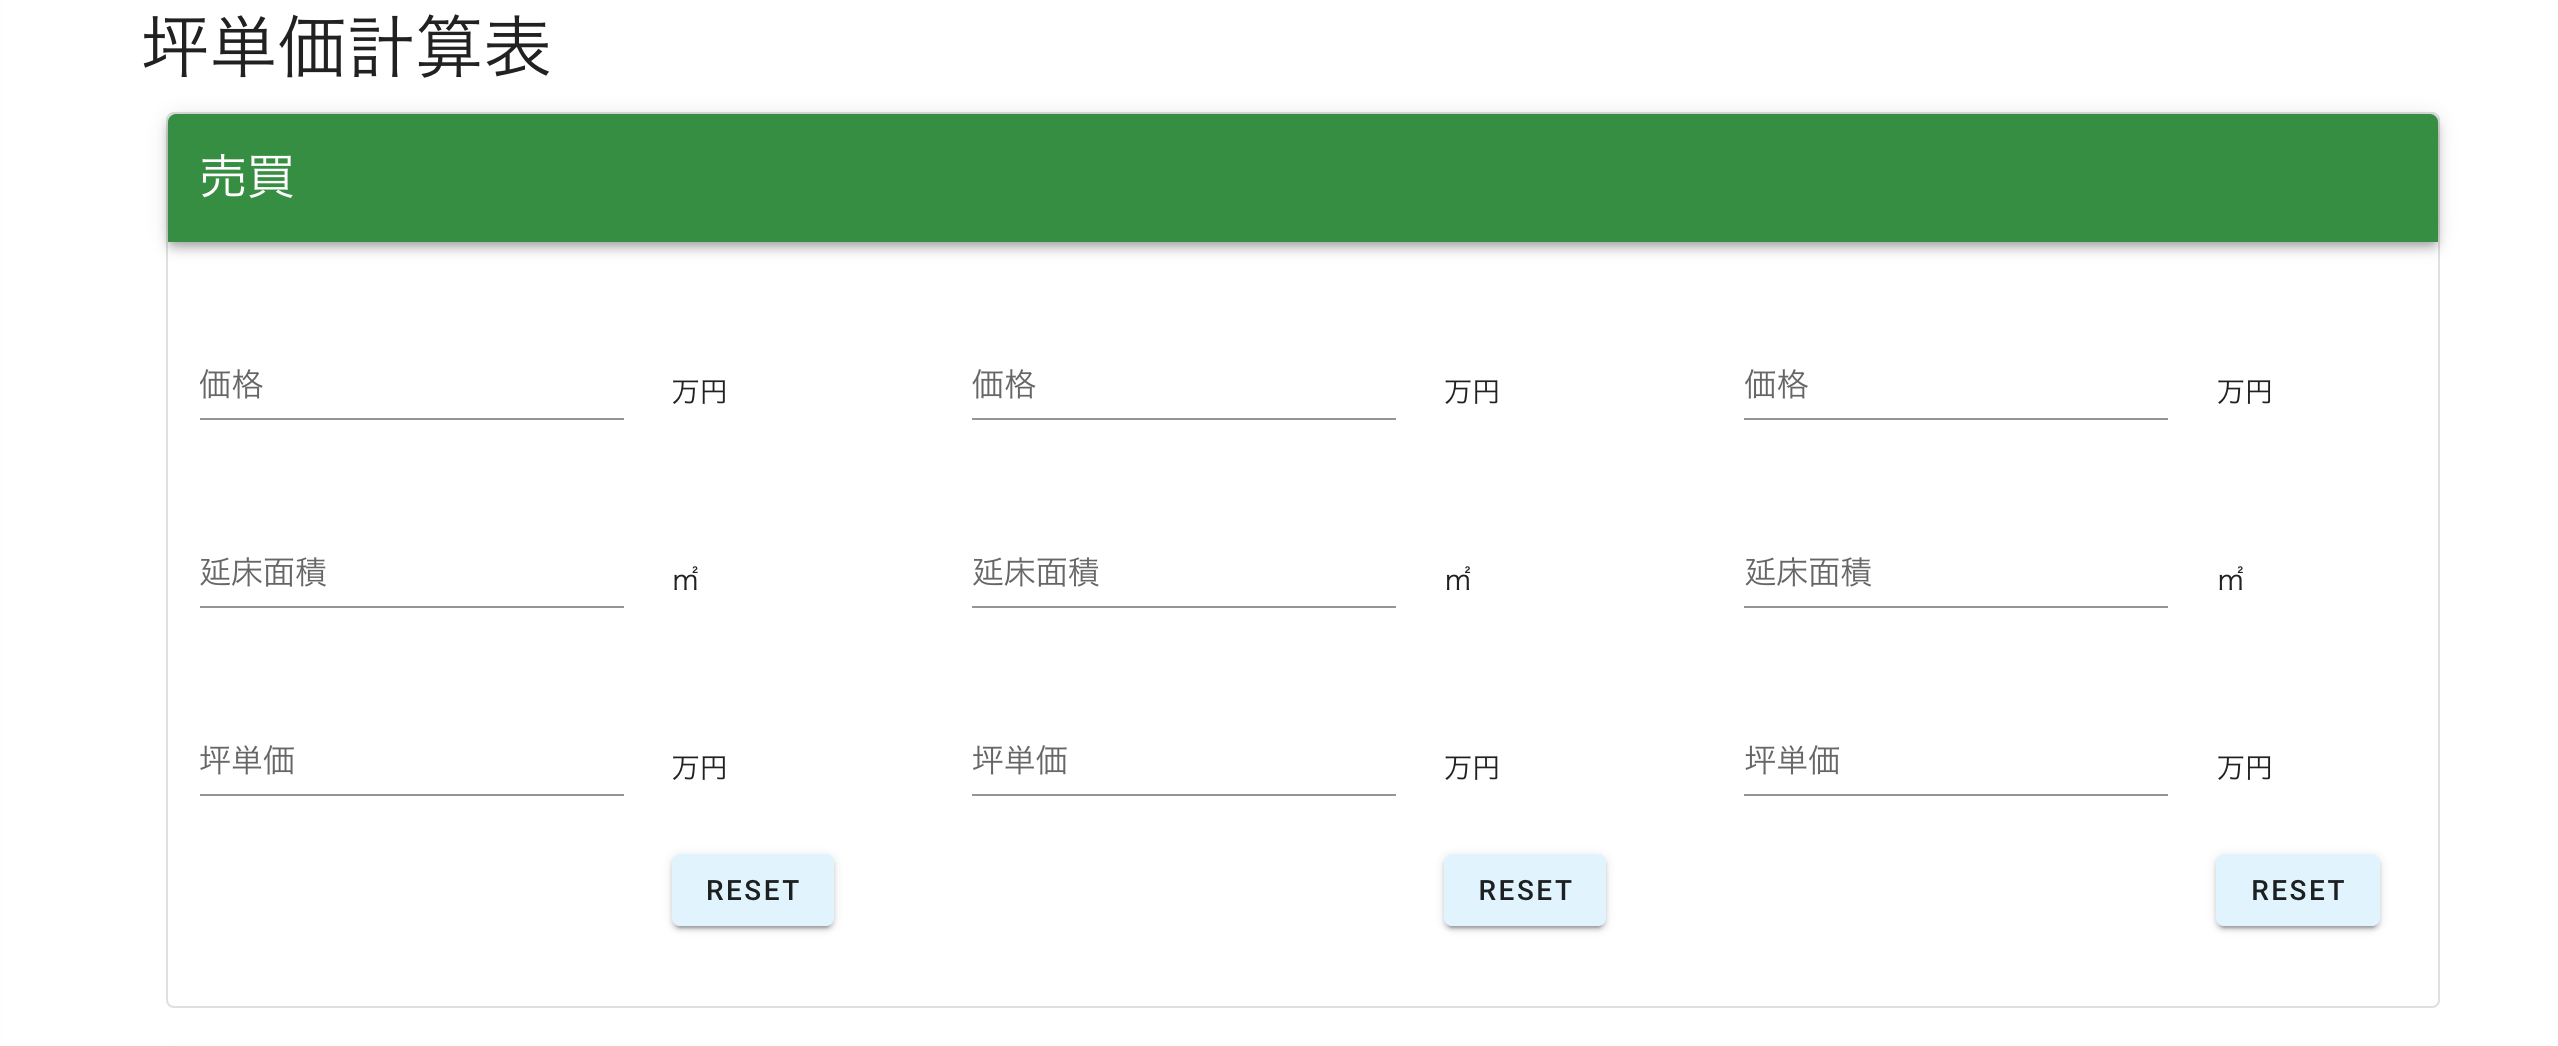 坪単価計算表
売買
価格 万円 価格 万円 価格 万円
延床面積 ㎡ 延床面積 ㎡ 延床面積 ㎡
坪単価 万円 坪単価 万円 坪単価 万円
RESET RESET RESET